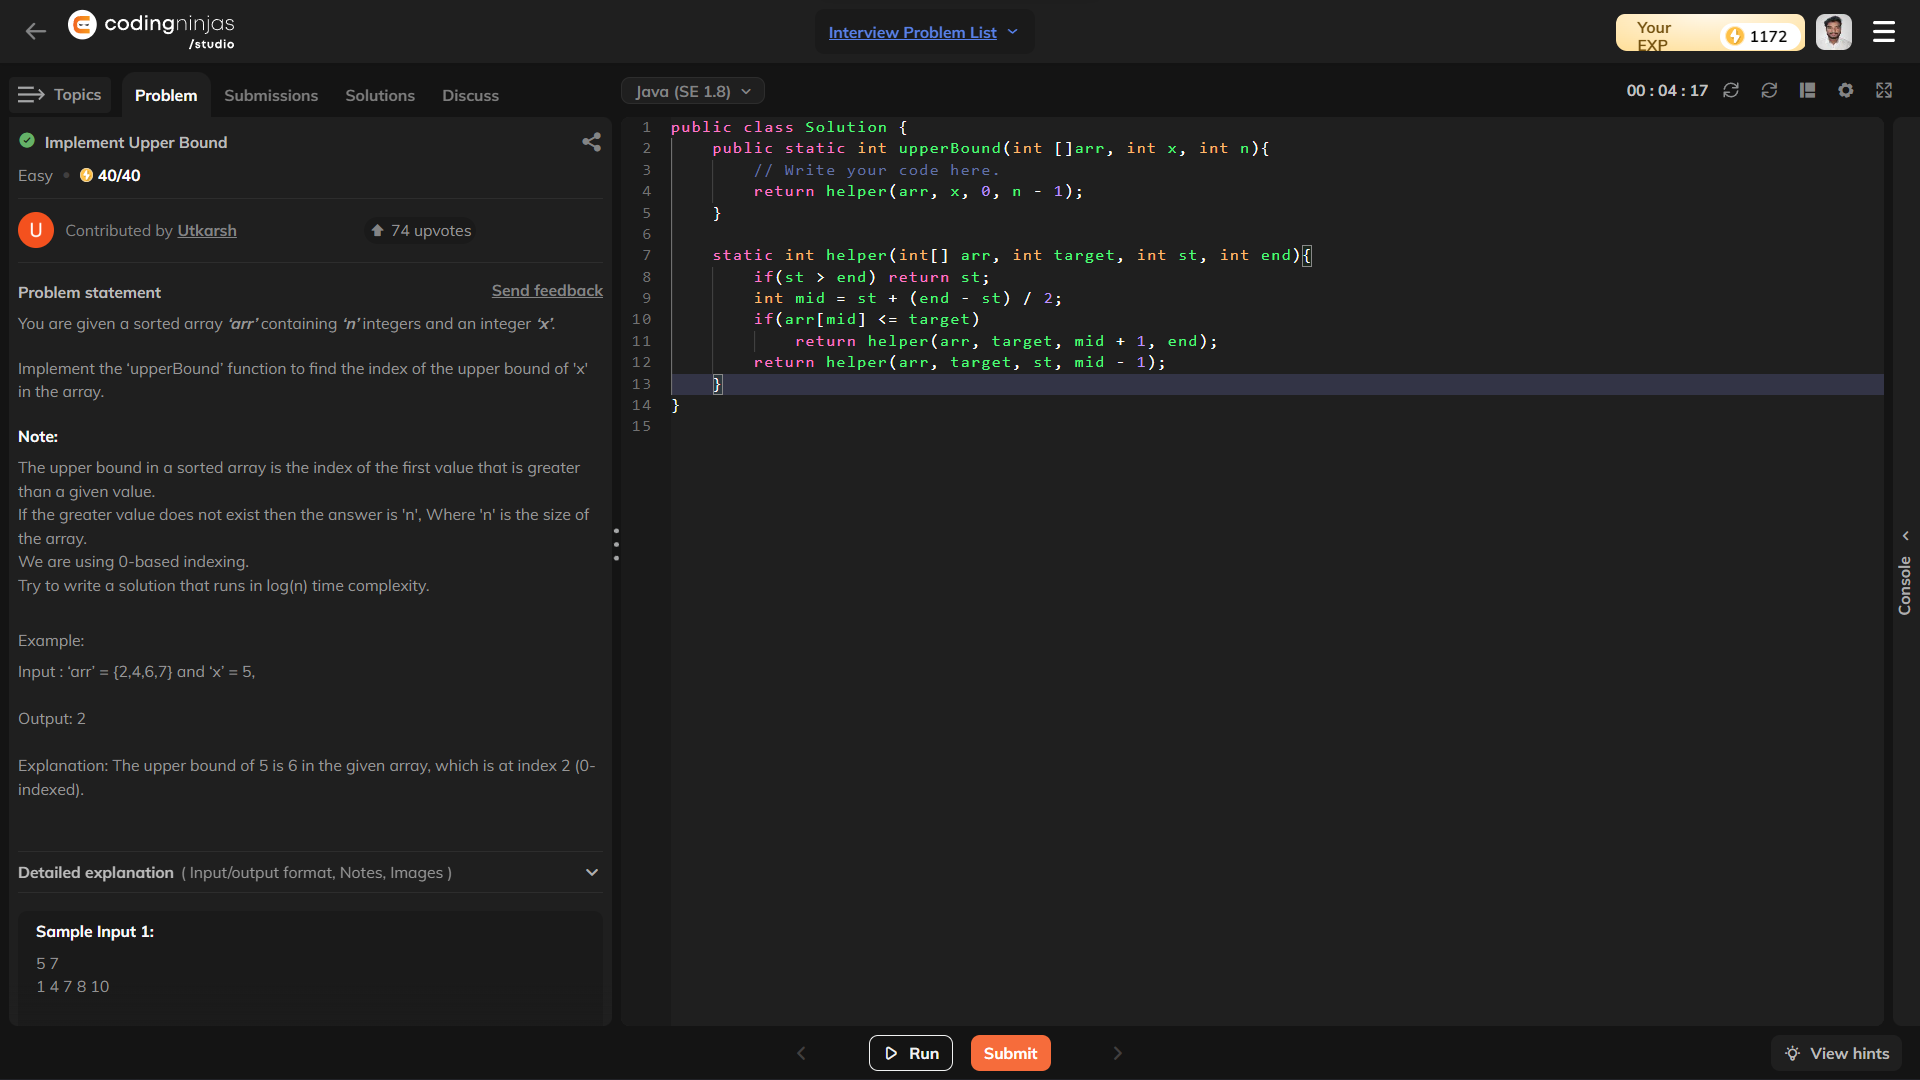 codingninjas
/studio
Interview Problem List
Your EXP
1172
Topics
Problem
Submissions
Solutions
Discuss
Java (SE 1.8)
00 : 04 : 17
Implement Upper Bound
Easy
40/40
U
Contributed by Utkarsh
74 upvotes
Problem statement
Send feedback
You are given a sorted array ‘arr’ containing ‘n’ integers and an integer ‘x’.
Implement the ‘upperBound’ function to find the index of the upper bound of 'x'
in the array.
Note:
The upper bound in a sorted array is the index of the first value that is greater
than a given value.
If the greater value does not exist then the answer is 'n', Where 'n' is the size of
the array.
We are using 0-based indexing.
Try to write a solution that runs in log(n) time complexity.
Example:
Input : ‘arr’ = {2,4,6,7} and ‘x’ = 5,
Output: 2
Explanation: The upper bound of 5 is 6 in the given array, which is at index 2 (0-
indexed).
Detailed explanation ( Input/output format, Notes, Images )
Sample Input 1:
5 7
1 4 7 8 10
1 public class Solution {
2     public static int upperBound(int []arr, int x, int n){
3         // Write your code here.
4         return helper(arr, x, 0, n - 1);
5     }
6
7     static int helper(int[] arr, int target, int st, int end){
8         if(st > end) return st;
9         int mid = st + (end - st) / 2;
10         if(arr[mid] <= target)
11             return helper(arr, target, mid + 1, end);
12         return helper(arr, target, st, mid - 1);
13     }
14 }
15
Console
Run
Submit
View hints